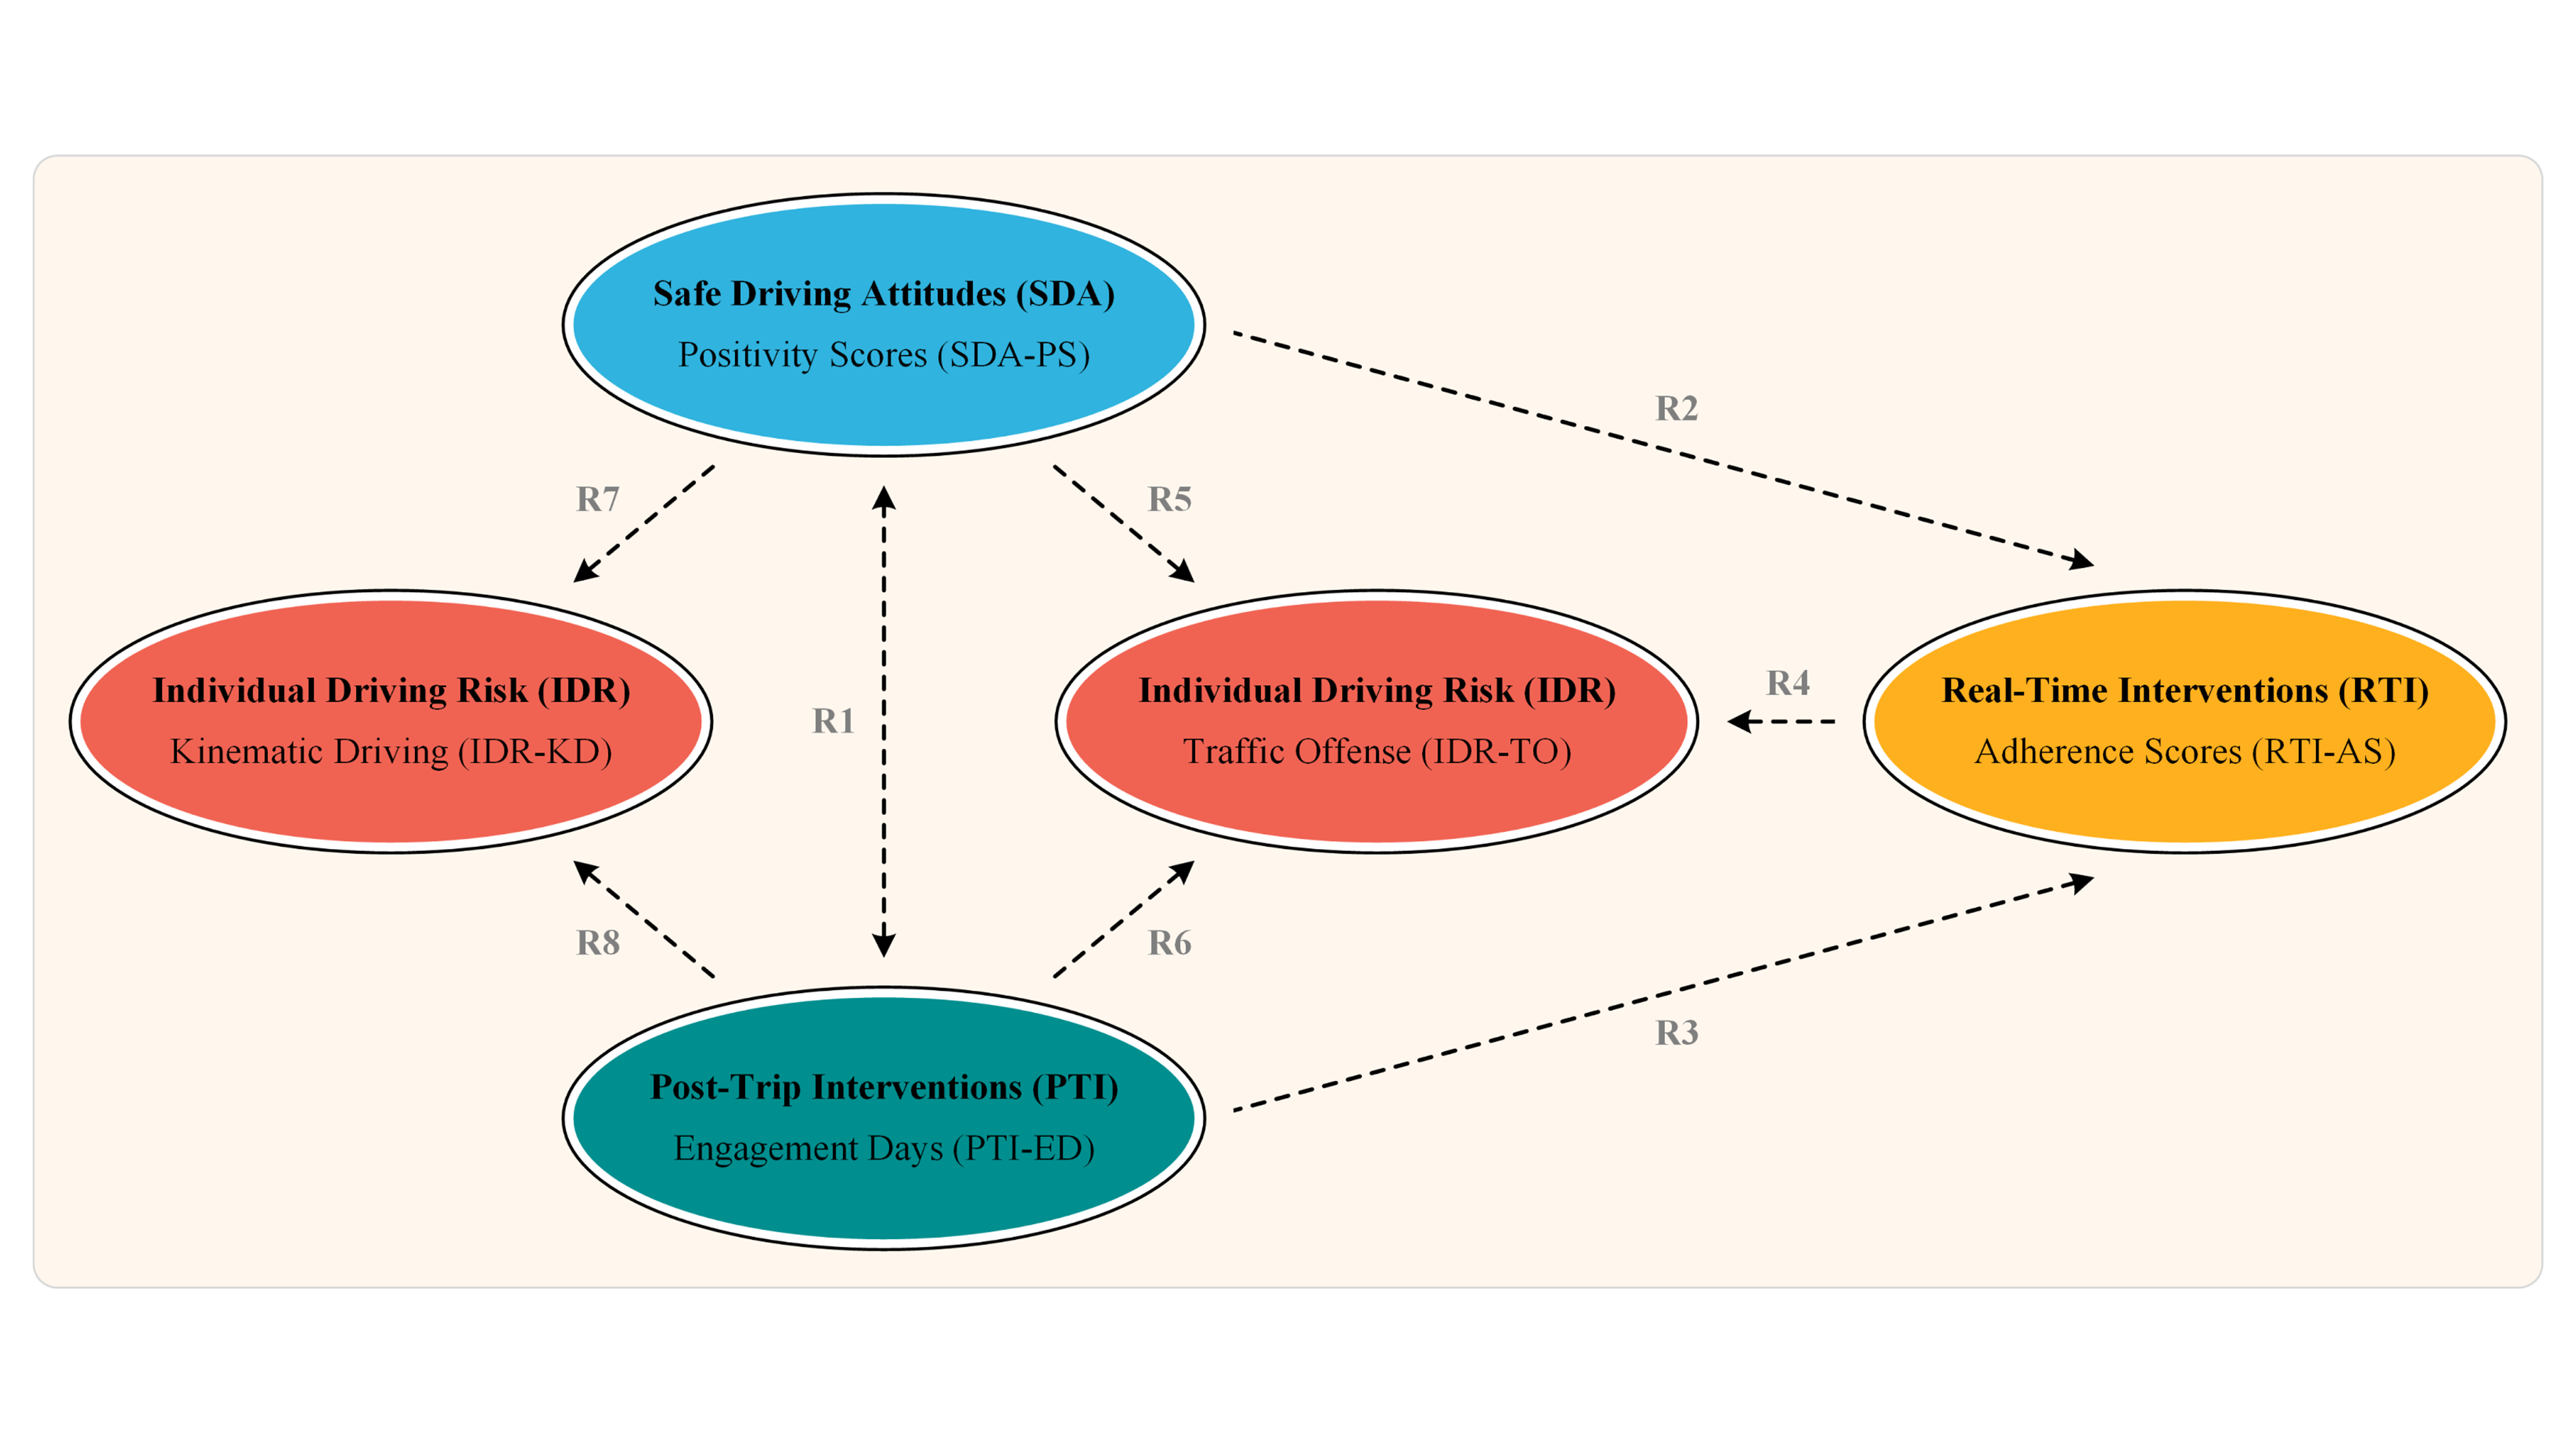 Safe Driving Attitudes (SDA)
Positivity Scores (SDA-PS)
R2
R7
R5
Individual Driving Risk (IDR)
Kinematic Driving (IDR-KD)
R1
Individual Driving Risk (IDR)
Traffic Offense (IDR-TO)
R4
Real-Time Interventions (RTI)
Adherence Scores (RTI-AS)
R8
R6
R3
Post-Trip Interventions (PTI)
Engagement Days (PTI-ED)